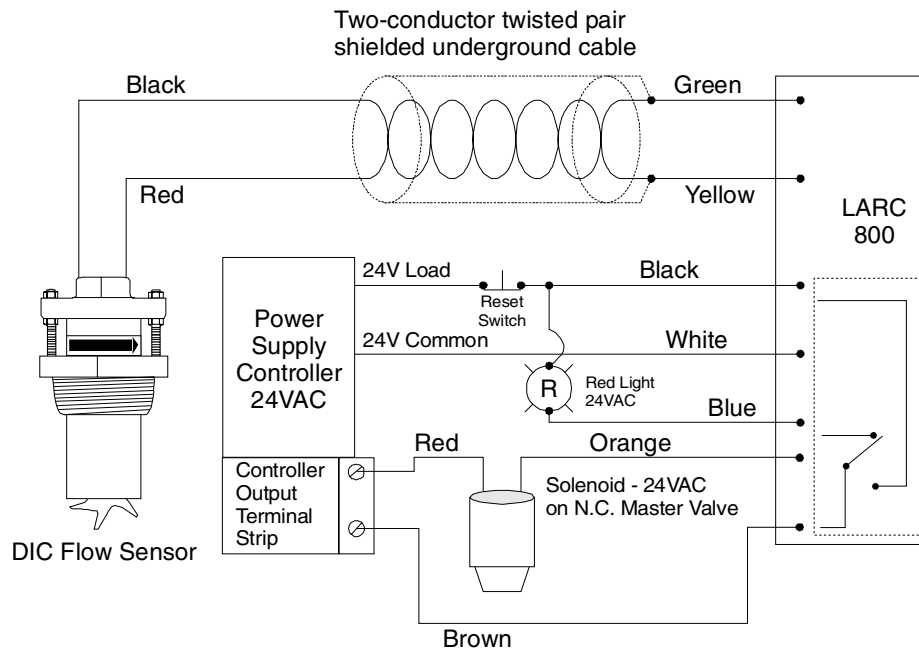 Two-conductor twisted pair
shielded underground cable
Black
Green
Red
Yellow
LARC
800
24V Load
Black
Reset
Switch
Power
Supply
Controller
24VAC
24V Common
White
R
Red Light
24VAC
Blue
Red
Orange
Controller
Output
Terminal
Strip
Solenoid - 24VAC
on N.C. Master Valve
DIC Flow Sensor
Brown